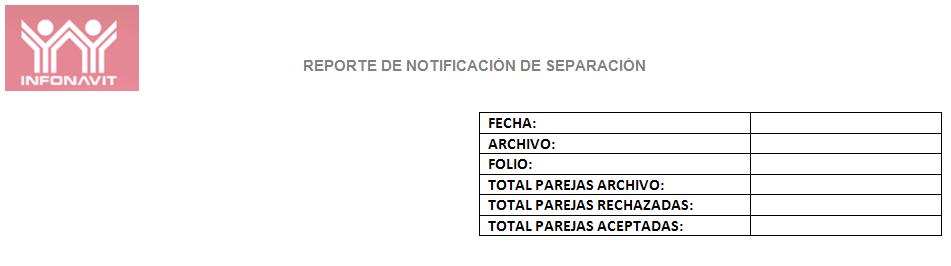 INFONAVIT
REPORTE DE NOTIFICACIÓN DE SEPARACIÓN
FECHA:
ARCHIVO:
FOLIO:
TOTAL PAREJAS ARCHIVO:
TOTAL PAREJAS RECHAZADAS:
TOTAL PAREJAS ACEPTADAS: